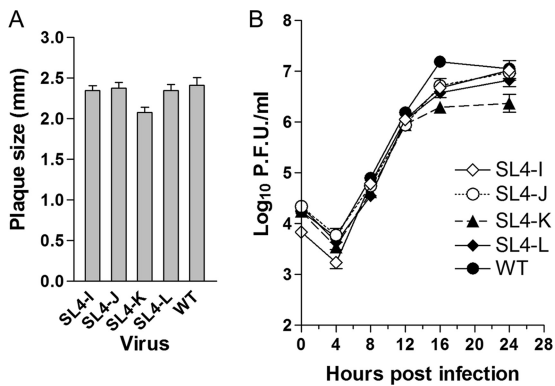 A
Plaque size (mm)
3.0
2.5
2.0
1.5
1.0
0.5
0.0
SL4-I
SL4-J
SL4-K
SL4-L
WT
Virus
B
Log10 P.F.U./ml
8
7
6
5
4
3
2
0 4 8 12 16 20 24 28
Hours post infection
SL4-I
SL4-J
SL4-K
SL4-L
WT